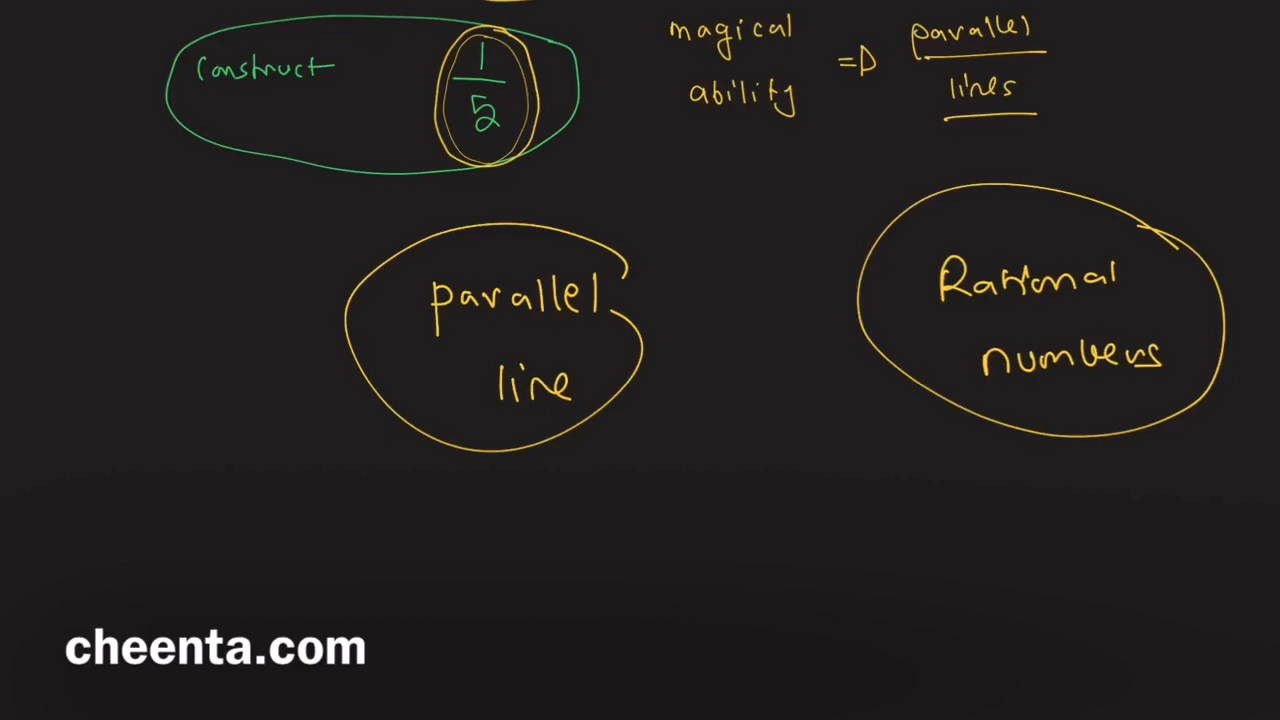 construct
1
5
magical
ability
=D
parallel
lines
parallel
line
Rational
numbers
cheenta.com